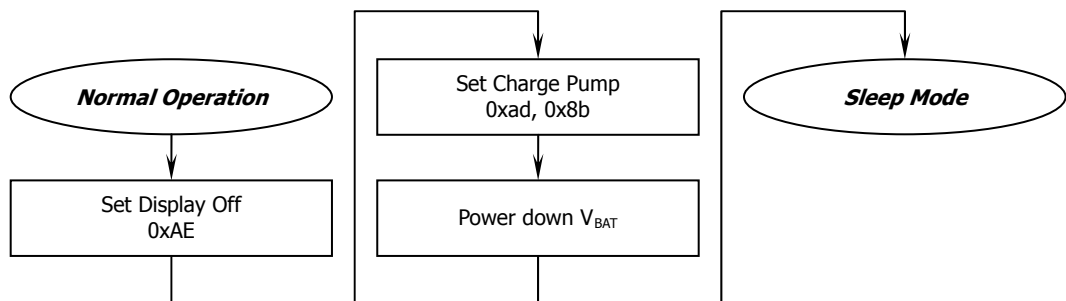 Normal Operation
Set Display Off
0xAE
Set Charge Pump
0xad, 0x8b
Power down VBAT
Sleep Mode